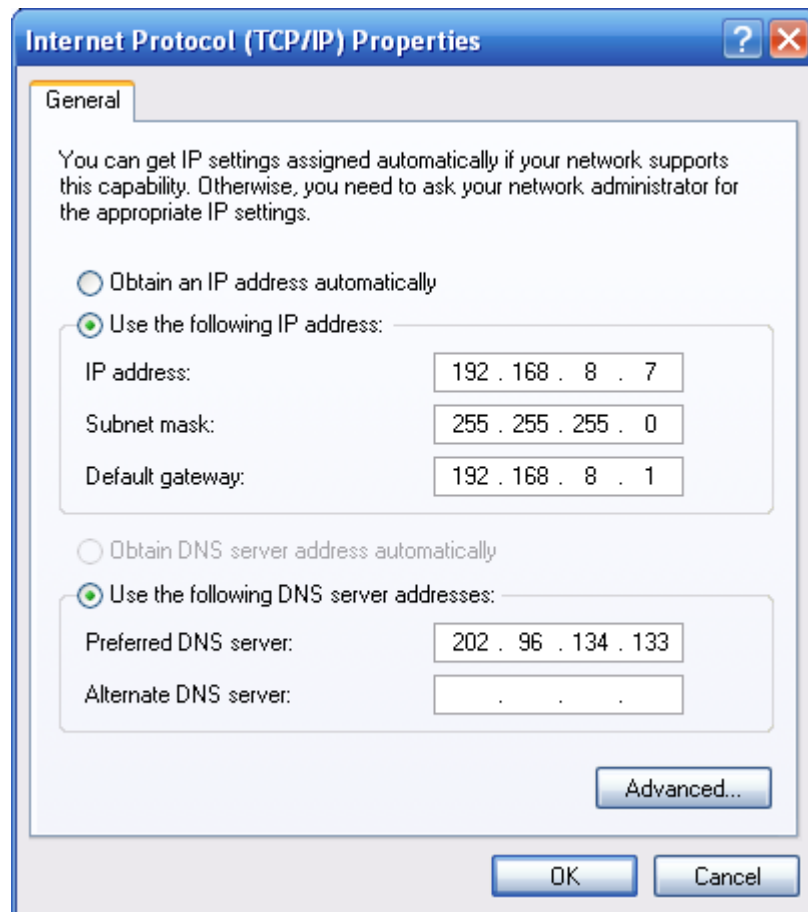 Internet Protocol (TCP/IP) Properties
?
General
You can get IP settings assigned automatically if your network supports
this capability. Otherwise, you need to ask your network administrator for
the appropriate IP settings.
Obtain an IP address automatically
Use the following IP address:
IP address: 192 . 168 . 8 . 7
Subnet mask: 255 . 255 . 255 . 0
Default gateway: 192 . 168 . 8 . 1
Obtain DNS server address automatically
Use the following DNS server addresses:
Preferred DNS server: 202 . 96 . 134 . 133
Alternate DNS server: . . .
Advanced...
OK Cancel